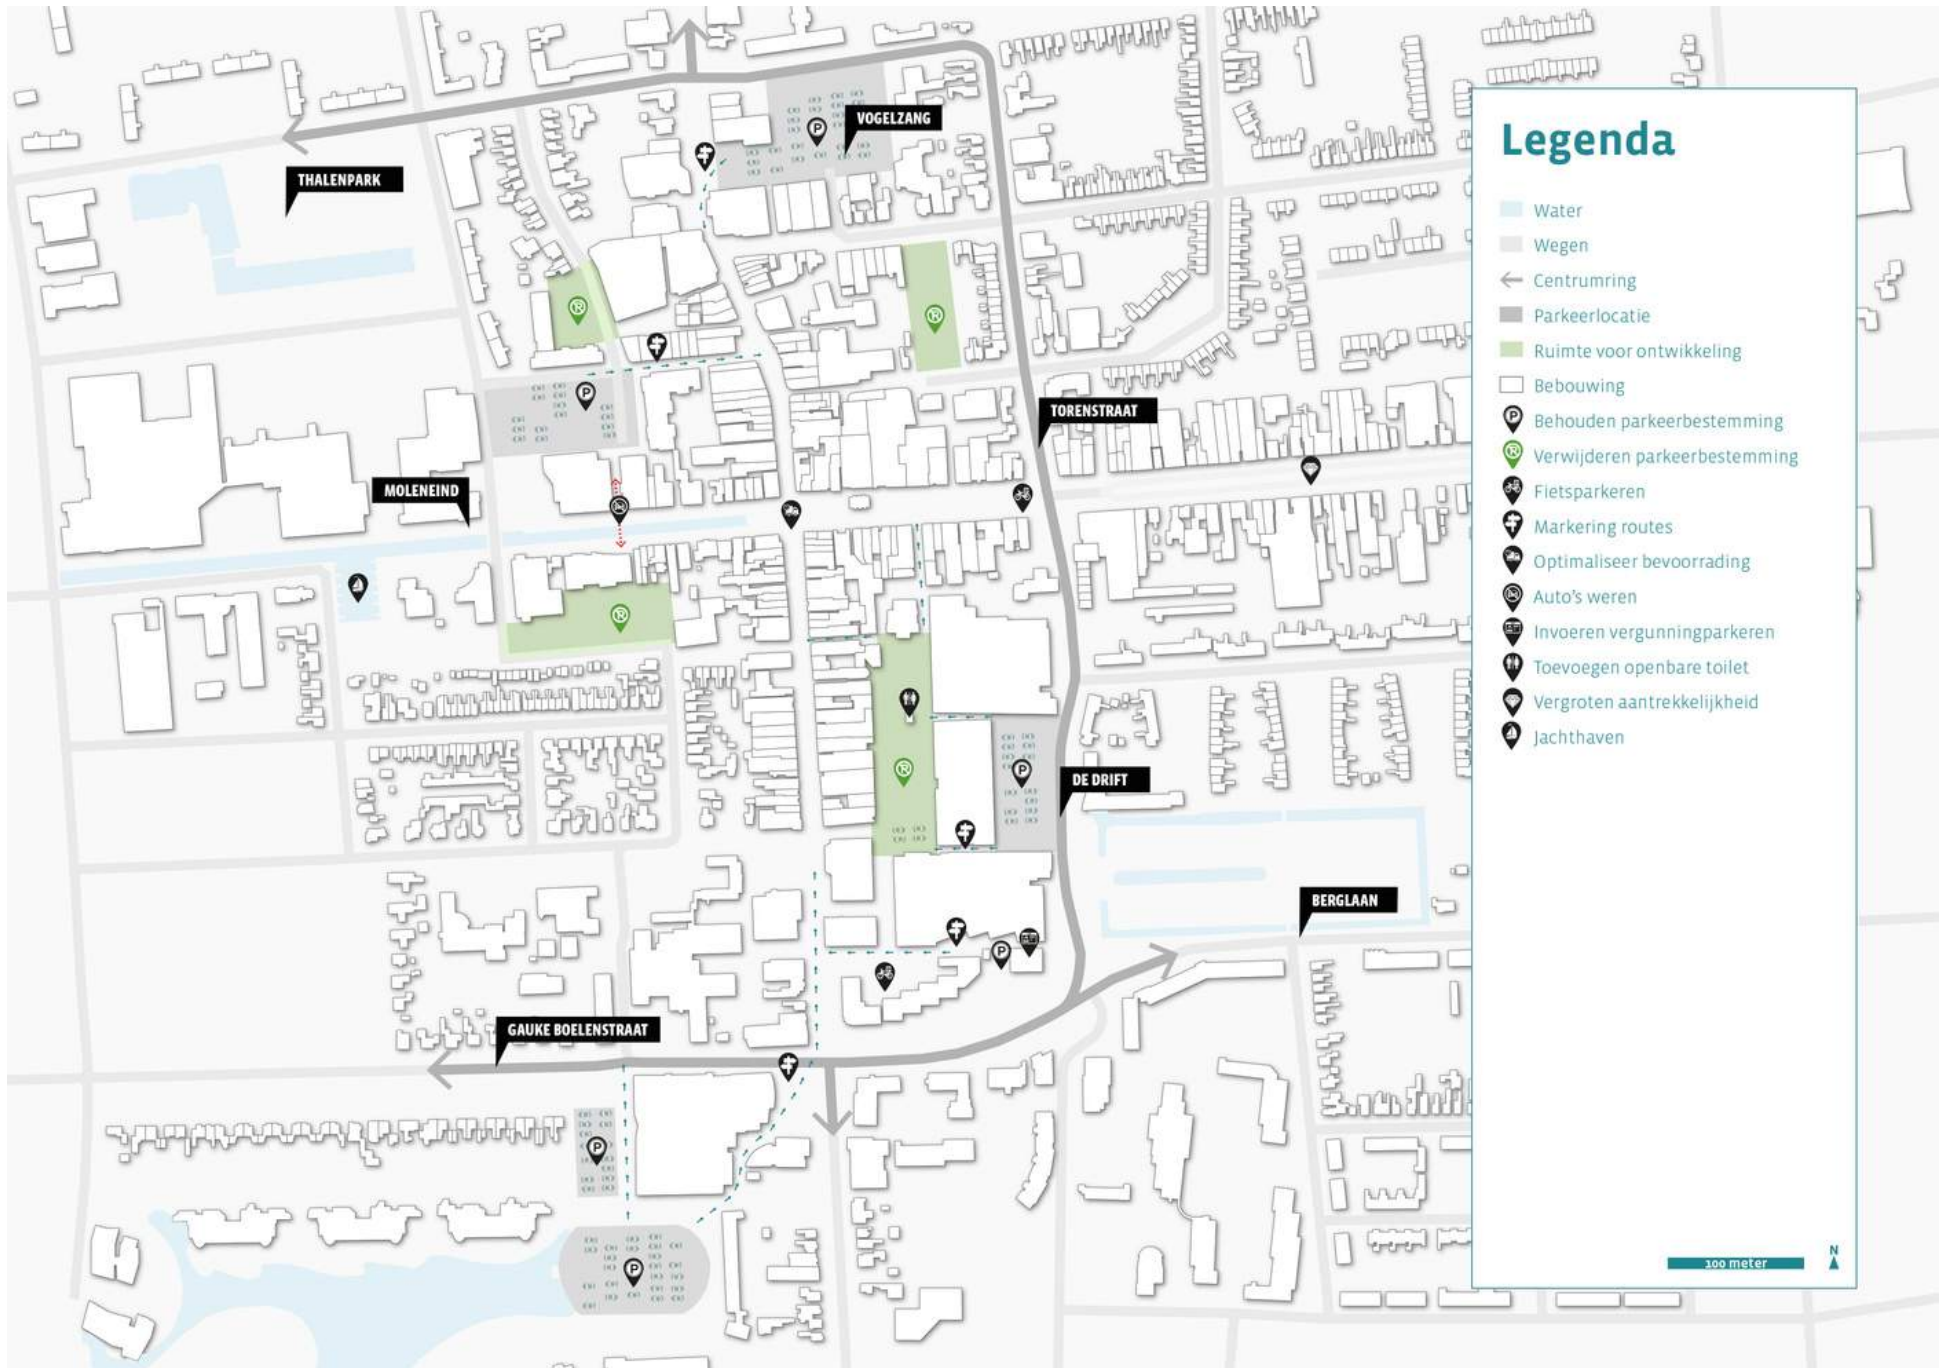 VOGELZANG
THALENPARK
TORENSTRAAT
MOLENEIND
DE DRIFT
BERGLAAN
GAUKE BOELENSTRAAT
Legenda
Water
Wegen
Centrumring
Parkeerlocatie
Ruimte voor ontwikkeling
Bebouwing
P Behouden parkeerbestemming
Verwijderen parkeerbestemming
Fietsparkeren
Markering routes
Optimaliseer bevoorrading
Auto's weren
Invoeren vergunningparkeren
Toevoegen openbare toilet
Vergroten aantrekkelijkheid
Jachthaven
100 meter
N
P
P
P
P
P
P